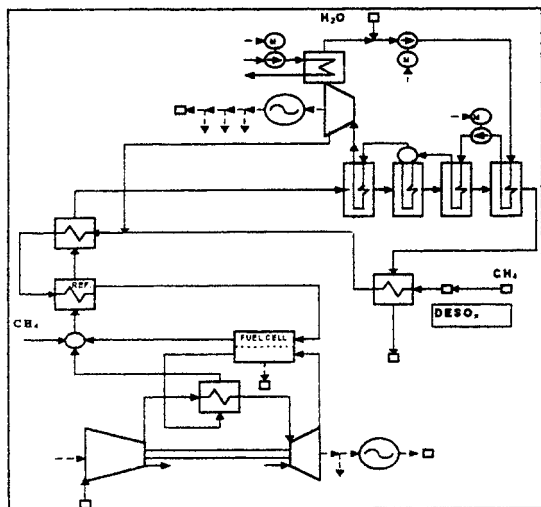 H₂O
M
M
M
CH₄
DESOₓ
REF.
CH₄
FUEL CELL